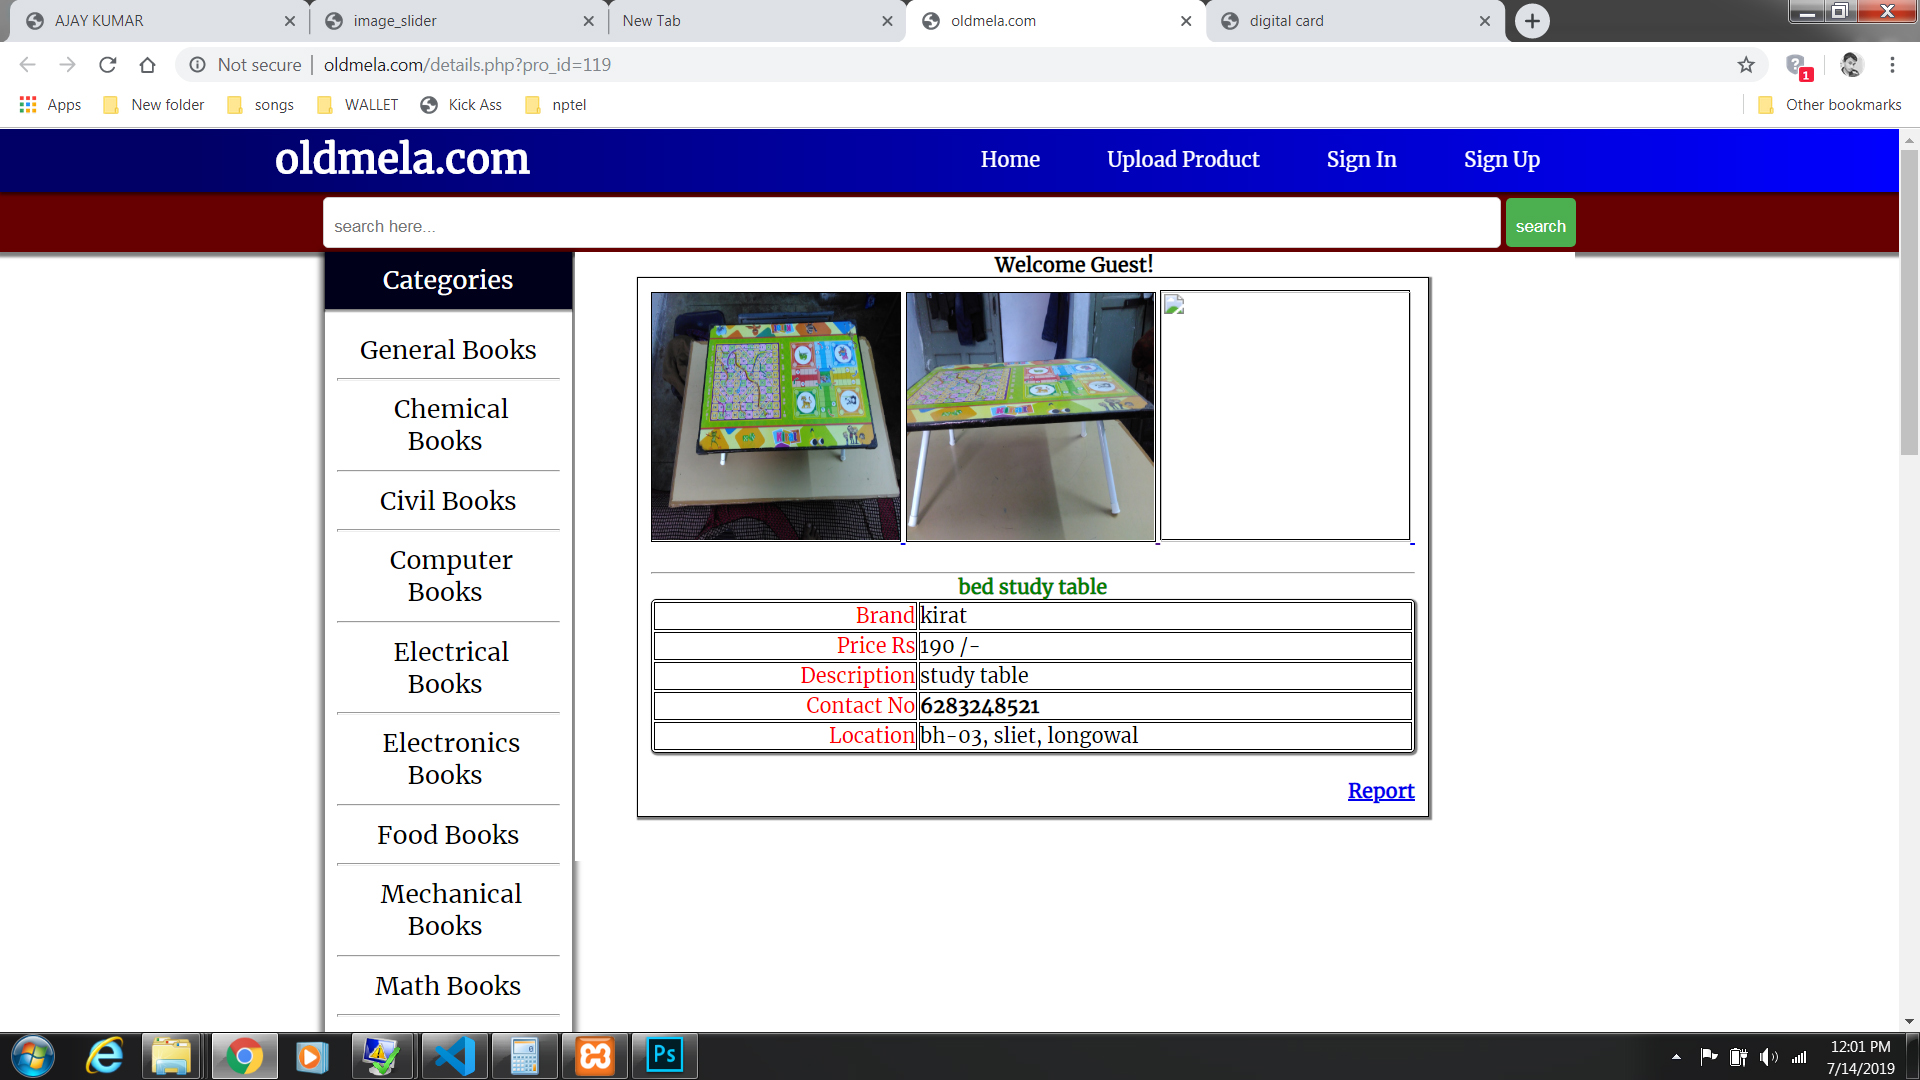 AJAY KUMAR
image_slider
New Tab
oldmela.com
digital card
Not secure | oldmela.com/details.php?pro_id=119
1
Apps
New folder
songs
WALLET
Kick Ass
nptel
Other bookmarks
oldmela.com
Home
Upload Product
Sign In
Sign Up
search here...
search
Categories
General Books
Chemical
Books
Civil Books
Computer
Books
Electrical
Books
Electronics
Books
Food Books
Mechanical
Books
Math Books
Welcome Guest!
bed study table
Brand kirat
Price Rs 190 /-
Description study table
Contact No 6283248521
Location bh-03, sliet, longowal
Report
Ps
12:01 PM
7/14/2019